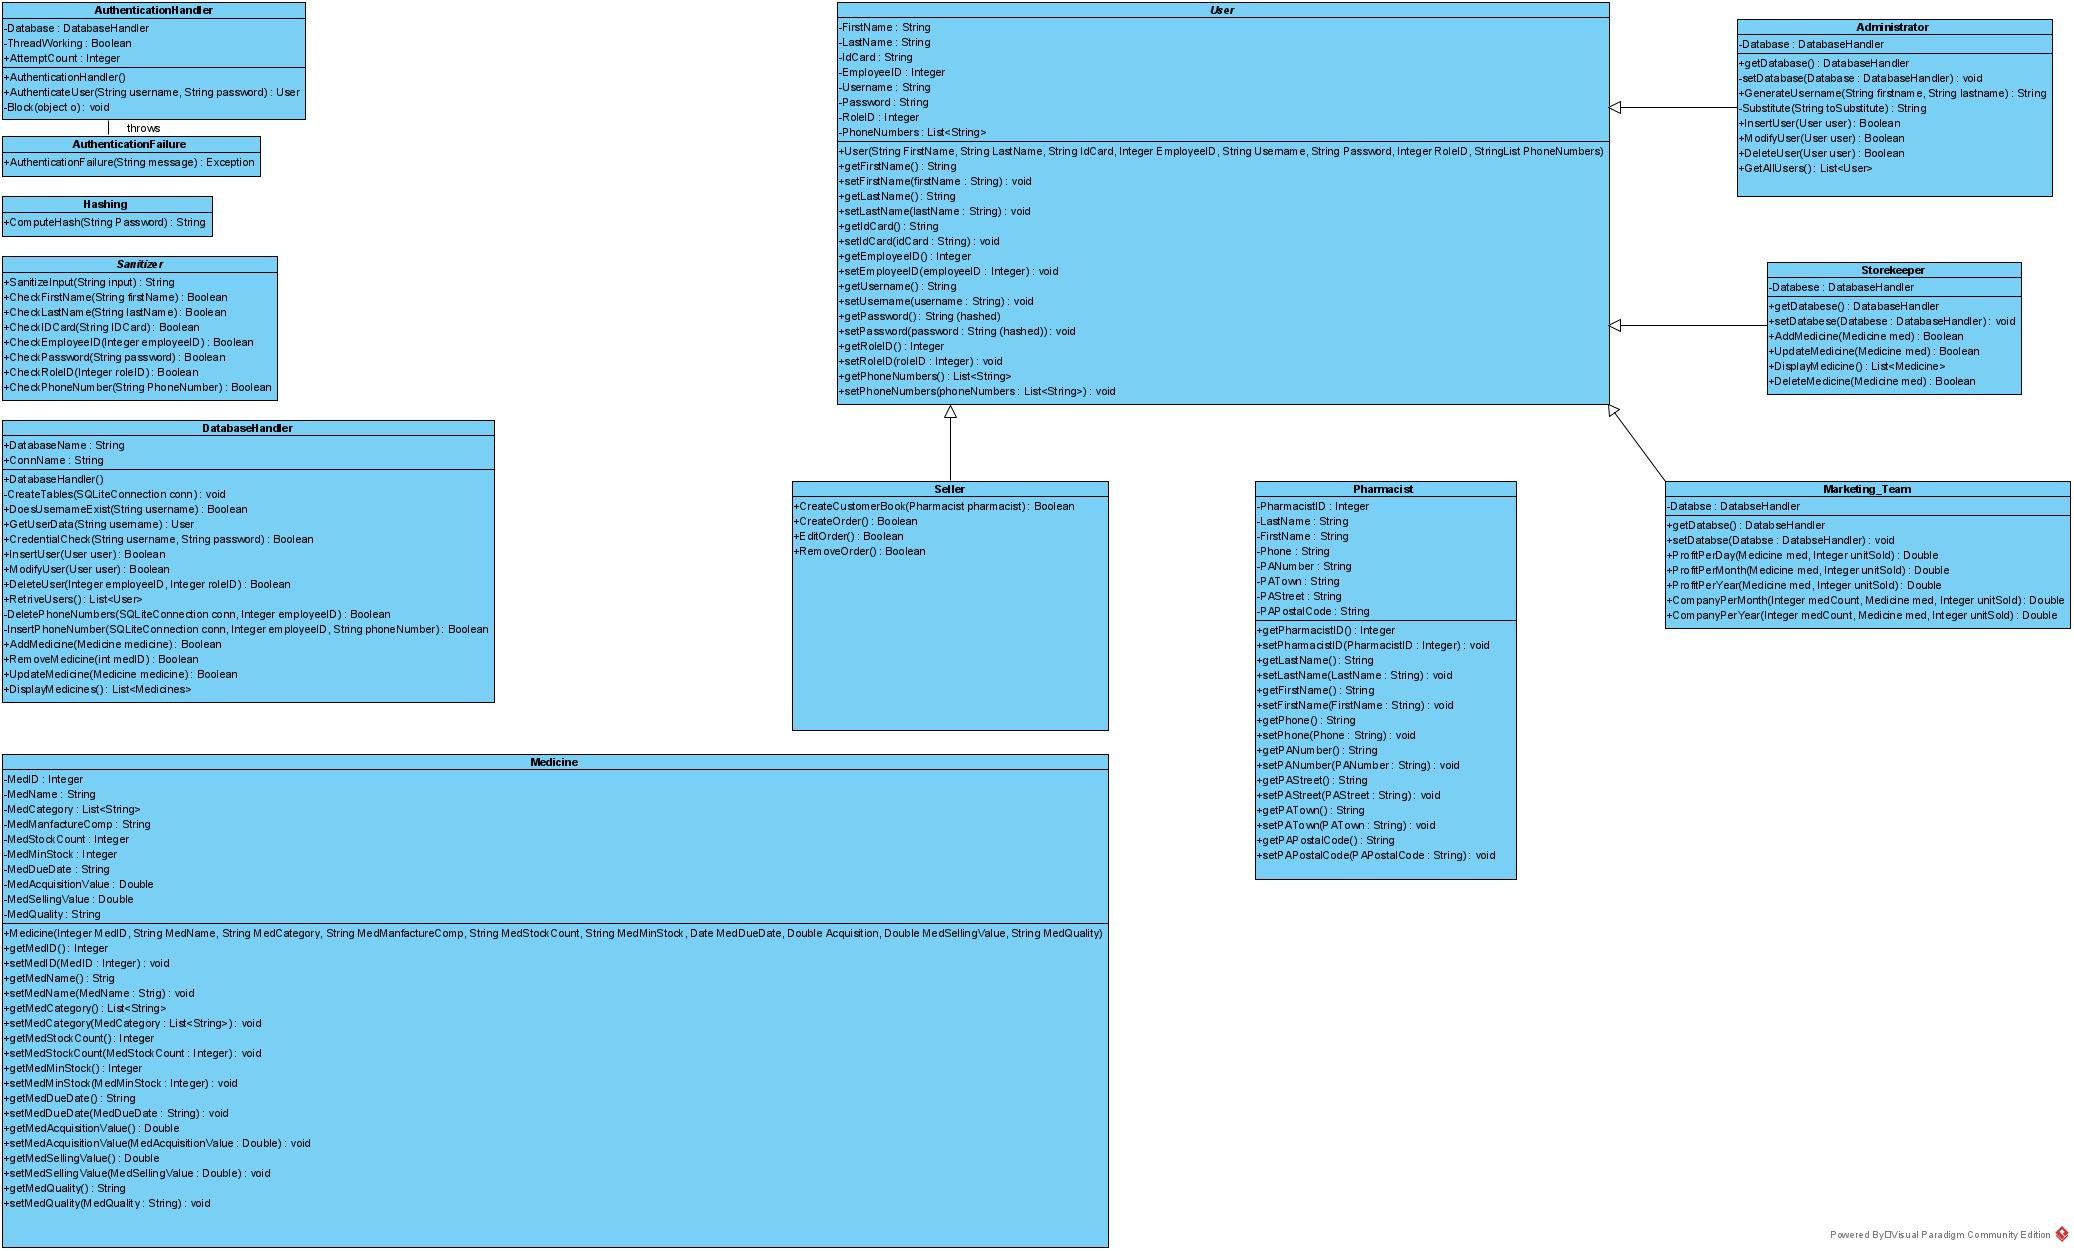 AuthenticationHandler
-Database : DatabaseHandler
-ThreadWorking : Boolean
+AttemptCount : Integer
+AuthenticationHandler()
+AuthenticateUser(String username, String password) : User
-Block(object o) : void
throws
AuthenticationFailure
+AuthenticationFailure(String message) : Exception
Hashing
+ComputeHash(String Password) : String
Sanitizer
+SanitizeInput(String input) : String
+CheckFirstName(String firstName) : Boolean
+CheckLastName(String lastName) : Boolean
+CheckIDCard(String IDCard) : Boolean
+CheckEmployeeID(Integer employeeID) : Boolean
+CheckPassword(String password) : Boolean
+CheckRoleID(Integer roleID) : Boolean
+CheckPhoneNumber(String PhoneNumber) : Boolean
DatabaseHandler
+DatabaseName : String
+ConnName : String
+DatabaseHandler()
-CreateTables(SQLiteConnection conn) : void
+DoesUsernameExist(String username) : Boolean
+GetUserData(String username) : User
+CredentialCheck(String username, String password) : Boolean
+InsertUser(User user) : Boolean
+ModifyUser(User user) : Boolean
+DeleteUser(Integer employeeID, Integer roleID) : Boolean
+RetriveUsers() : List<User>
-DeletePhoneNumbers(SQLiteConnection conn, Integer employeeID) : Boolean
-InsertPhoneNumber(SQLiteConnection conn, Integer employeeID, String phoneNumber) : Boolean
+AddMedicine(Medicine medicine) : Boolean
+RemoveMedicine(int medID) : Boolean
+UpdateMedicine(Medicine medicine) : Boolean
+DisplayMedicines() : List<Medicines>
User
-FirstName : String
-LastName : String
-IdCard : String
-EmployeeID : Integer
-Username : String
-Password : String
-RoleID : Integer
-PhoneNumbers : List<String>
+User(String FirstName, String LastName, String IdCard, Integer EmployeeID, String Username, String Password, Integer RoleID, StringList PhoneNumbers)
+getFirstName() : String
+setFirstName(firstName : String) : void
+getLastName() : String
+setLastName(lastName : String) : void
+getIdCard() : String
+setIdCard(idCard : String) : void
+getEmployeeID() : Integer
+setEmployeeID(employeeID : Integer) : void
+getUsername() : String
+setUsername(username : String) : void
+getPassword() : String (hashed)
+setPassword(password : String (hashed)) : void
+getRoleID() : Integer
+setRoleID(roleID : Integer) : void
+getPhoneNumbers() : List<String>
+setPhoneNumbers(phoneNumbers : List<String>) : void
Administrator
-Database : DatabaseHandler
+getDatabase() : DatabaseHandler
-setDatabase(Database : DatabaseHandler) : void
+GenerateUsername(String firstname, String lastname) : String
-Substitute(String toSubstitute) : String
+InsertUser(User user) : Boolean
+ModifyUser(User user) : Boolean
+DeleteUser(User user) : Boolean
+GetAllUsers() : List<User>
Storekeeper
-Databese : DatabaseHandler
+getDatabese() : DatabaseHandler
+setDatabese(Databese : DatabaseHandler) : void
+AddMedicine(Medicine med) : Boolean
+UpdateMedicine(Medicine med) : Boolean
+DisplayMedicine() : List<Medicine>
+DeleteMedicine(Medicine med) : Boolean
Seller
+CreateCustomerBook(Pharmacist pharmacist) : Boolean
+CreateOrder() : Boolean
+EditOrder() : Boolean
+RemoveOrder() : Boolean
Pharmacist
-PharmacistID : Integer
-LastName : String
-FirstName : String
-Phone : String
-PANumber : String
-PATown : String
-PAStreet : String
-PAPostalCode : String
+getPharmacistID() : Integer
+setPharmacistID(PharmacistID : Integer) : void
+getLastName() : String
+setLastName(LastName : String) : void
+getFirstName() : String
+setFirstName(FirstName : String) : void
+getPhone() : String
+setPhone(Phone : String) : void
+getPANumber() : String
+setPANumber(PANumber : String) : void
+getPAStreet() : String
+setPAStreet(PAStreet : String) : void
+getPATown() : String
+setPATown(PATown : String) : void
+getPAPostalCode() : String
+setPAPostalCode(PAPostalCode : String) : void
Marketing_Team
-Databse : DatabseHandler
+getDatabse() : DatabseHandler
+setDatabse(Databse : DatabseHandler) : void
+ProfitPerDay(Medicine med, Integer unitSold) : Double
+ProfitPerMonth(Medicine med, Integer unitSold) : Double
+ProfitPerYear(Medicine med, Integer unitSold) : Double
+CompanyPerMonth(Integer medCount, Medicine med, Integer unitSold) : Double
+CompanyPerYear(Integer medCount, Medicine med, Integer unitSold) : Double
Medicine
-MedID : Integer
-MedName : String
-MedCategory : List<String>
-MedManfactureComp : String
-MedStockCount : Integer
-MedMinStock : Integer
-MedDueDate : String
-MedAcquisitionValue : Double
-MedSellingValue : Double
-MedQuality : String
+Medicine(Integer MedID, String MedName, String MedCategory, String MedManfactureComp, String MedStockCount, String MedMinStock, Date MedDueDate, Double Acquisition, Double MedSellingValue, String MedQuality)
+getMedID() : Integer
+setMedID(MedID : Integer) : void
+getMedName() : Strig
+setMedName(MedName : Strig) : void
+getMedCategory() : List<String>
+setMedCategory(MedCategory : List<String>) : void
+getMedStockCount() : Integer
+setMedStockCount(MedStockCount : Integer) : void
+getMedMinStock() : Integer
+setMedMinStock(MedMinStock : Integer) : void
+getMedDueDate() : String
+setMedDueDate(MedDueDate : String) : void
+getMedAcquisitionValue() : Double
+setMedAcquisitionValue(MedAcquisitionValue : Double) : void
+getMedSellingValue() : Double
+setMedSellingValue(MedSellingValue : Double) : void
+getMedQuality() : String
+setMedQuality(MedQuality : String) : void
Powered By□Visual Paradigm Community Edition